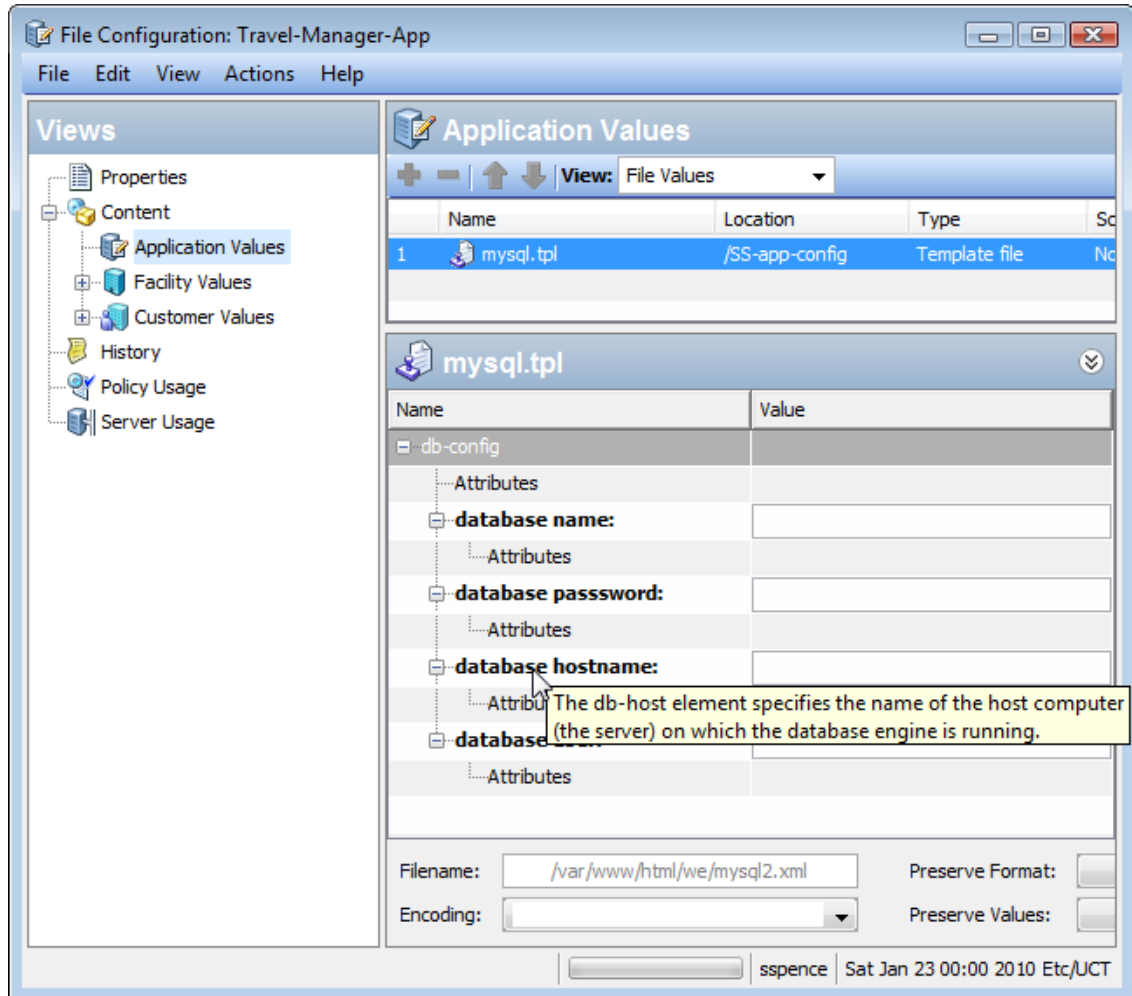 File Configuration: Travel-Manager-App
File Edit View Actions Help
Views
Properties
Content
Application Values
Facility Values
Customer Values
History
Policy Usage
Server Usage
Application Values
View: File Values
Name Location Type Sc
1 mysql.tpl /SS-app-config Template file No
mysql.tpl
Name Value
db-config
Attributes
database name:
Attributes
database passsword:
Attributes
database hostname:
Attribu
The db-host element specifies the name of the host computer
(the server) on which the database engine is running.
database
Attributes
Filename: /var/www/html/we/mysql2.xml Preserve Format:
Encoding: Preserve Values:
sspence Sat Jan 23 00:00 2010 Etc/UCT